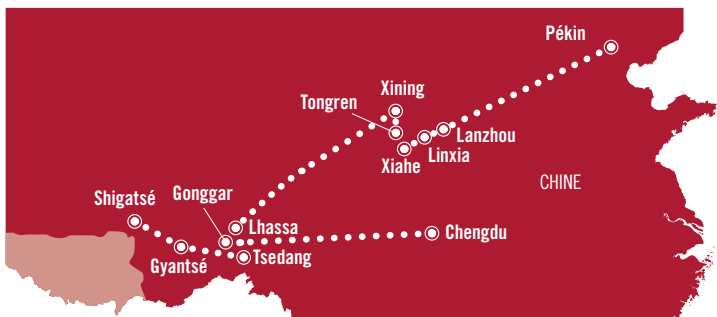 Pékin
Xining
Tongren
Lanzhou
Linxia
Xiahe
CHINE
Shigatsé
Gonggar
Lhassa
Chengdu
Gyantsé
Tsedang